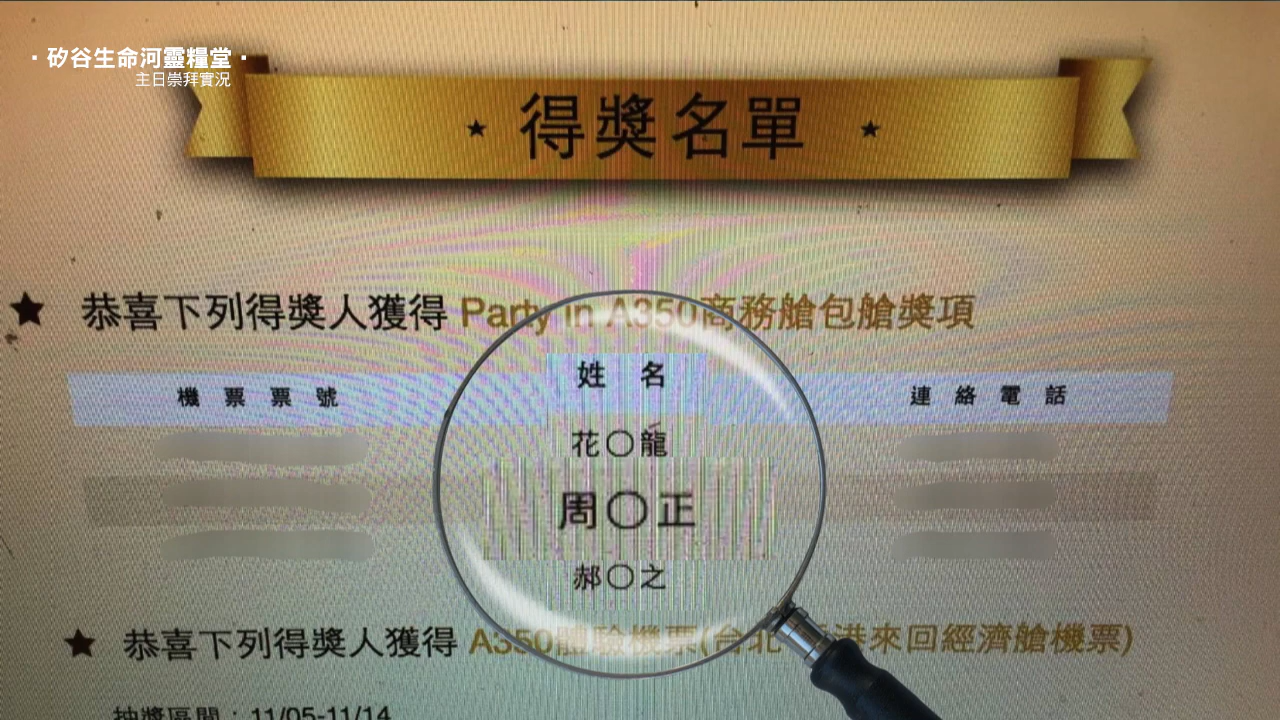 ·矽谷生命河靈糧堂·
主日崇拜實況
★ 得獎名單 ★
★ 恭喜下列得獎人獲得 Party in A350商務艙包艙獎項
機票票號 姓名 連絡電話
花〇龍
周〇正
郝〇之
★ 恭喜下列得獎人獲得 A350體驗機票(台北 港來回經濟艙機票)
抽獎區間：11/05-11/14